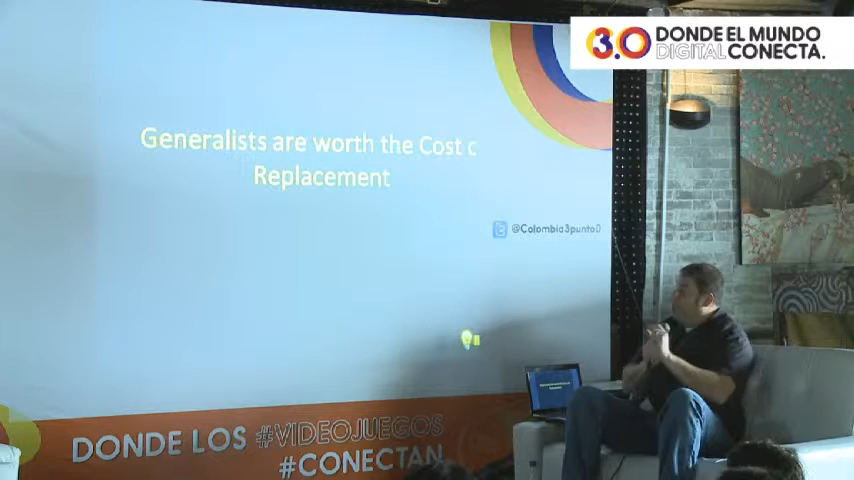 3.0 DONDE EL MUNDO
DIGITAL CONECTA.
Generalists are worth the Cost
Replacement
@Colombia3punto0
DONDE LOS #VIDEOJUEGOS
#CONECTAN